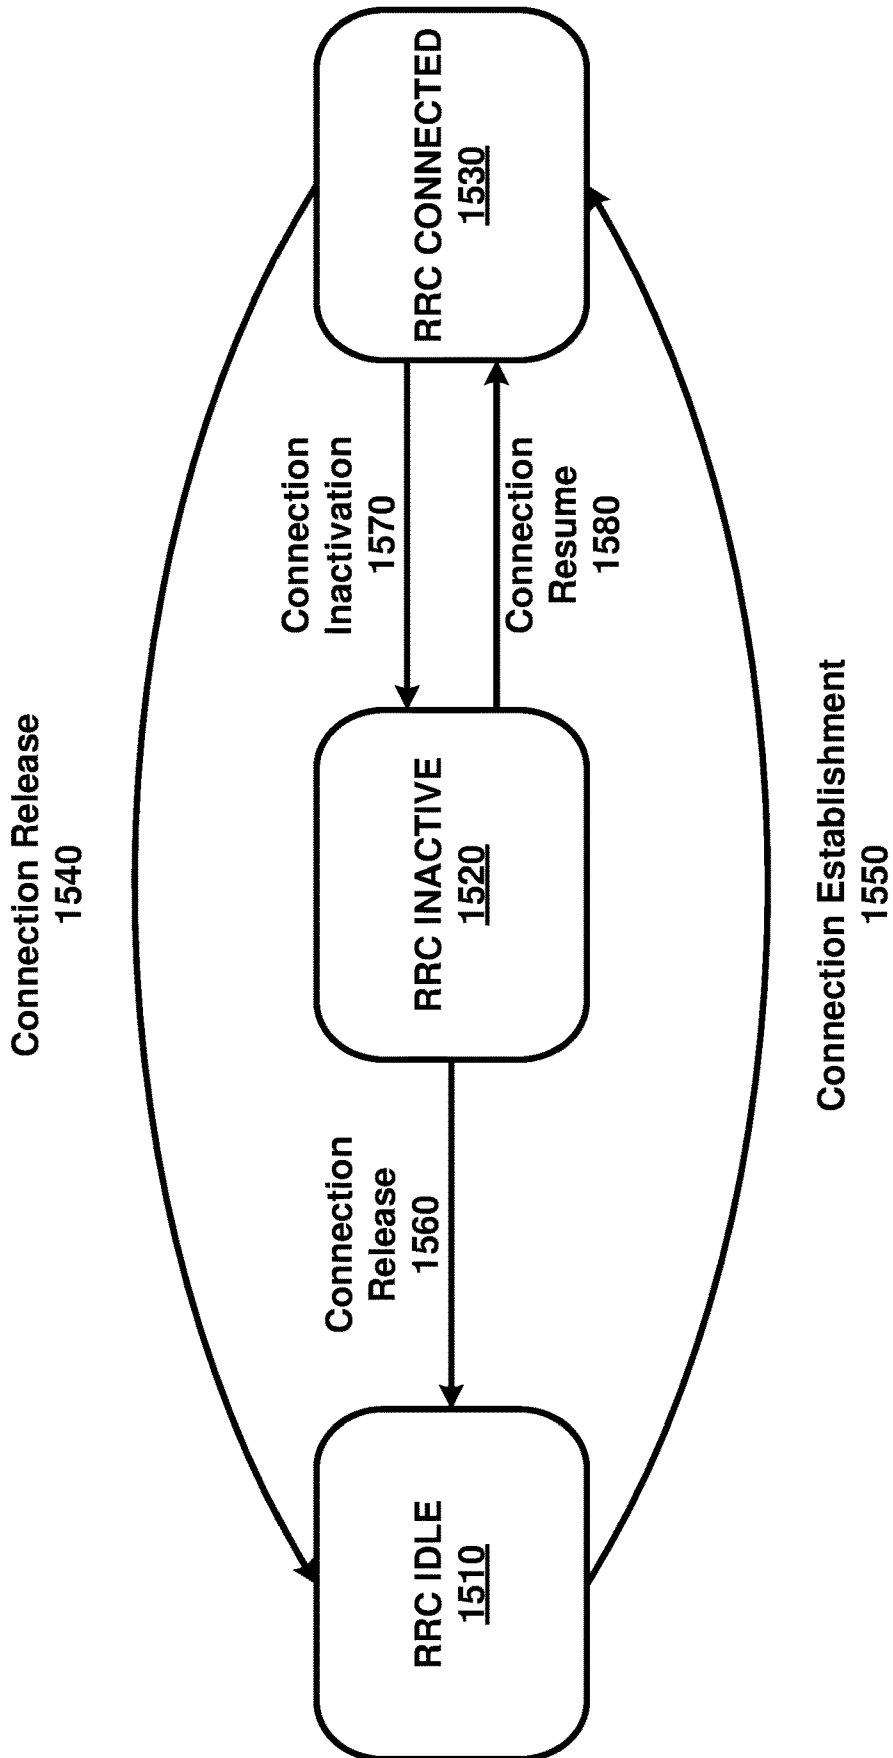 Connection Release
1540
RRC IDLE
1510
Connection
Release
1560
RRC INACTIVE
1520
Connection
Inactivation
1570
Connection
Resume
1580
RRC CONNECTED
1530
Connection Establishment
1550